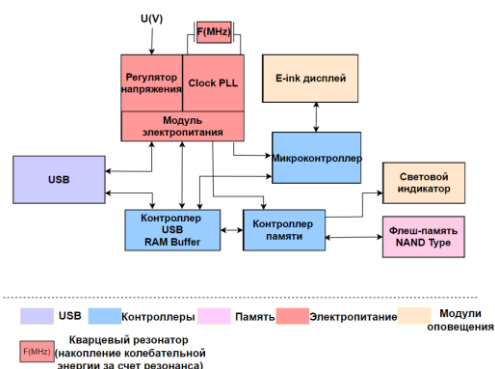 U(V)
F(MHz)
Регулятор
напряжения
Clock PLL
E-ink дисплей
Модуль
электропитания
Микроконтроллер
USB
Световой
индикатор
Контроллер
USB
RAM Buffer
Контроллер
памяти
Флеш-память
NAND Type
USB
Контроллеры
Память
Электропитание
Модули
оповещения
F(MHz)
Кварцевый резонатор
(накопление колебательной
энергии за счет резонанса)